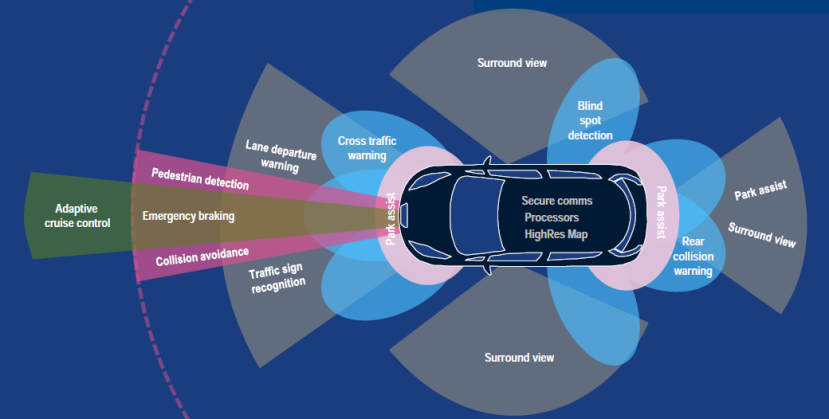 Surround view
Blind
spot
detection
Cross traffic
warning
Lane departure
warning
Pedestrian detection
Adaptive
cruise control
Emergency braking
Park assist
Secure comms
Processors
HighRes Map
Park assist
Park assist
Surround view
Rear
collision
warning
Collision avoidance
Traffic sign
recognition
Surround view